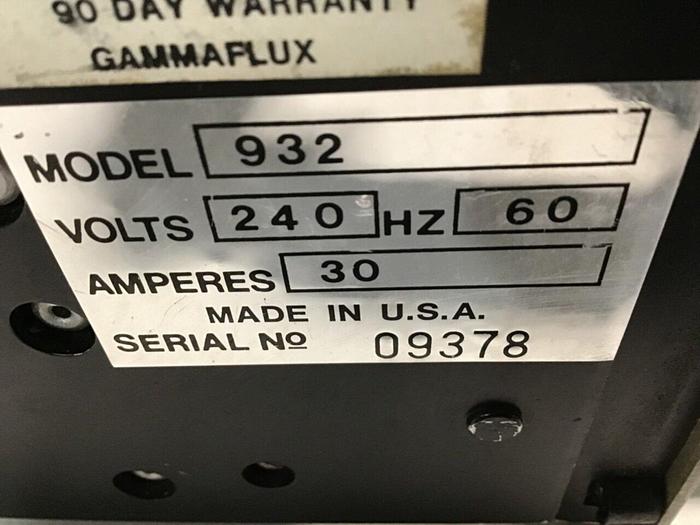 90 DAY WARRANTY
GAMMAFLUX
MODEL 932
VOLTS 240 HZ 60
AMPERES 30
MADE IN U.S.A.
SERIAL Nº 09378